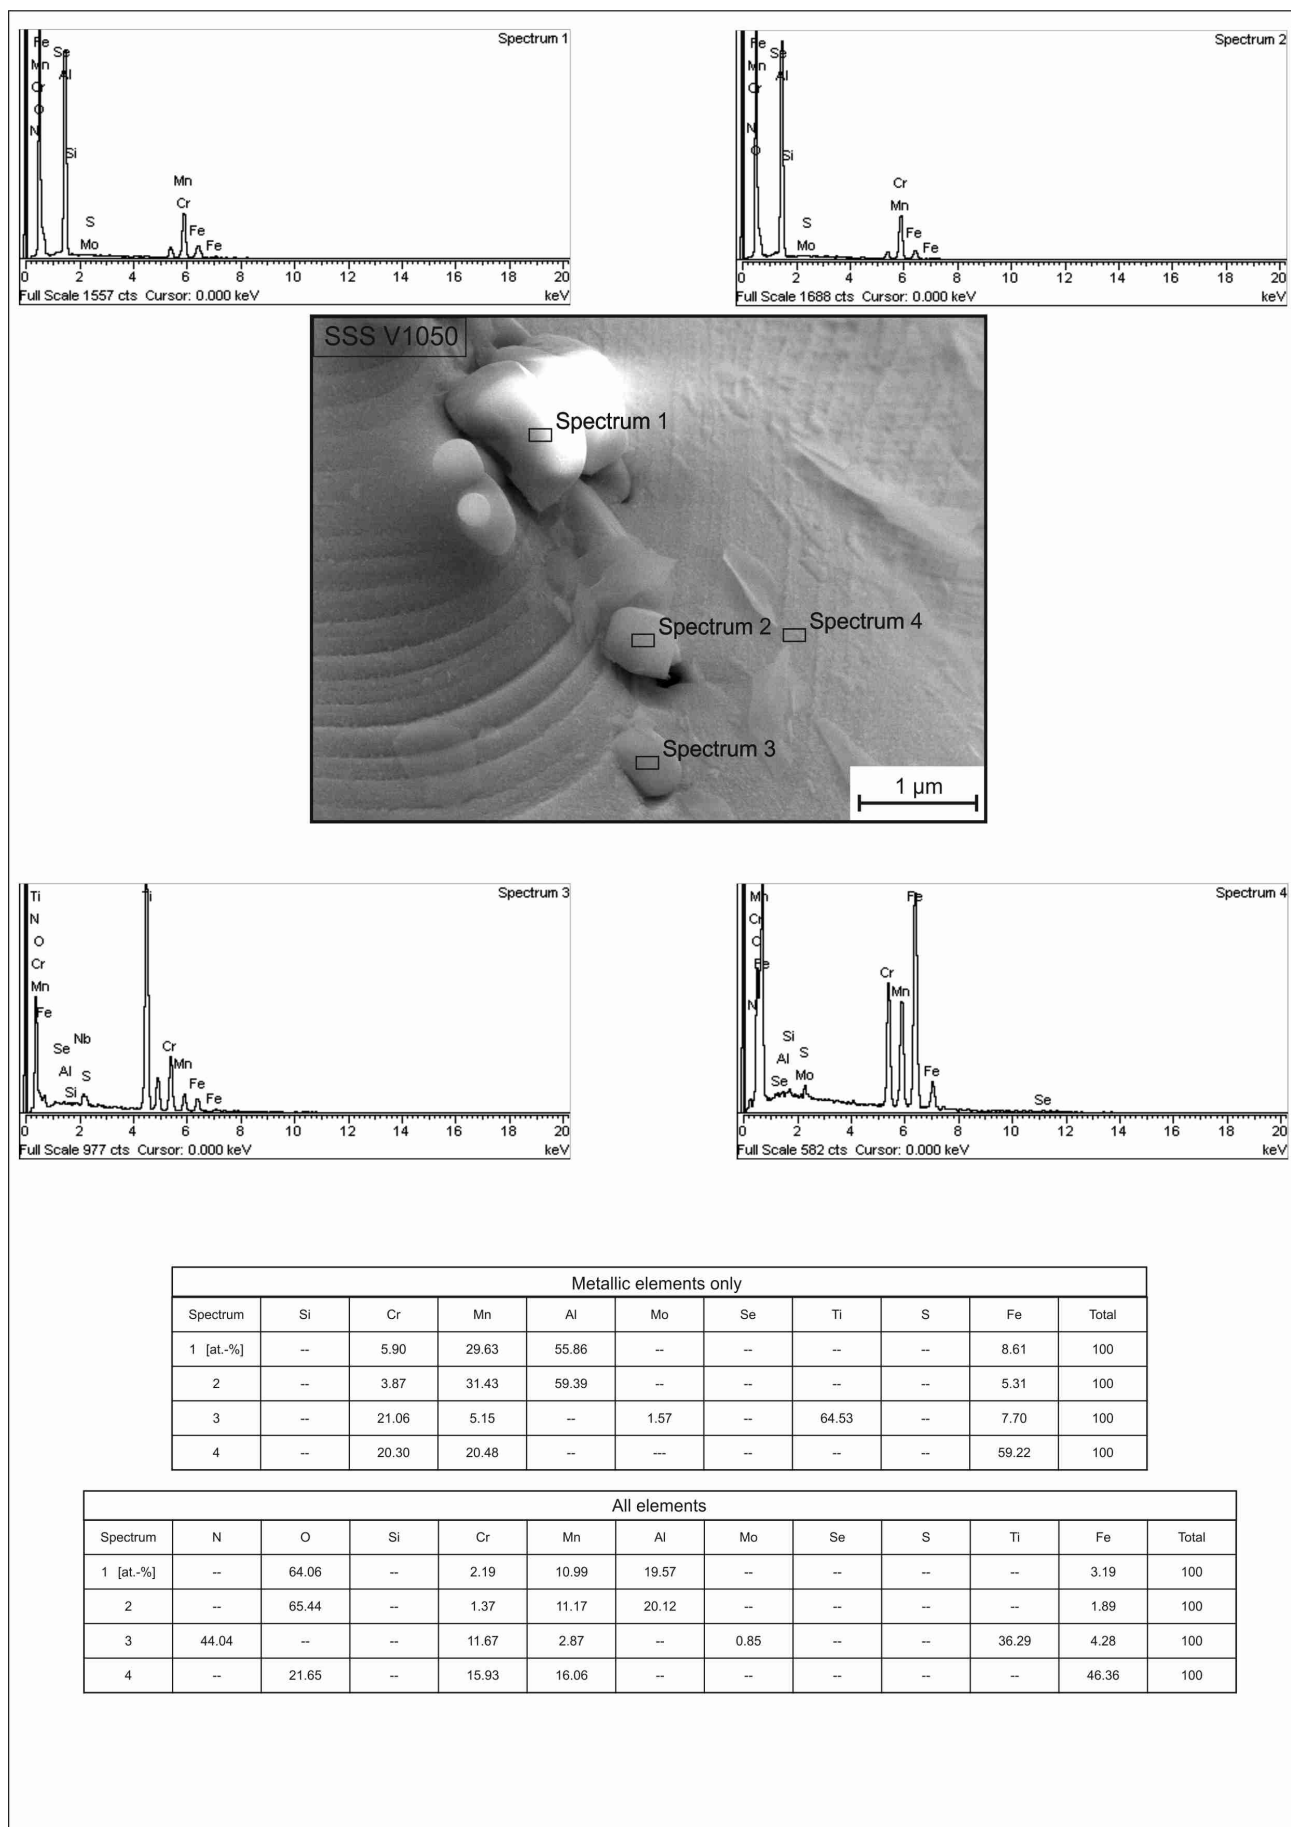 Spectrum 1
Fe
Se
Mn
Al
Cr
O
N
Si
Mn
Cr
S
Fe
Mo
Fe
0 2 4 6 8 10 12 14 16 18 20
Full Scale 1557 cts Cursor: 0.000 keV
keV
Spectrum 2
Fe
Se
Mn
Al
Cr
N
O
Si
Cr
Mn
S
Fe
Mo
Fe
0 2 4 6 8 10 12 14 16 18 20
Full Scale 1688 cts Cursor: 0.000 keV
keV
SSS V1050
Spectrum 1
Spectrum 2
Spectrum 4
Spectrum 3
1 µm
Spectrum 3
Ti
Ti
N
O
Cr
Mn
Fe
Nb
Se
Al
S
Si
Cr
Mn
Fe
Fe
0 2 4 6 8 10 12 14 16 18 20
Full Scale 977 cts Cursor: 0.000 keV
keV
Spectrum 4
Mn
Fe
Cr
O
Fe
N
Cr
Mn
Si
Al
S
Se
Mo
Fe
Se
0 2 4 6 8 10 12 14 16 18 20
Full Scale 582 cts Cursor: 0.000 keV
keV
Metallic elements only
Spectrum Si Cr Mn Al Mo Se Ti S Fe Total
1 [at.-%] -- 5.90 29.63 55.86 -- -- -- -- 8.61 100
2 -- 3.87 31.43 59.39 -- -- -- -- 5.31 100
3 -- 21.06 5.15 -- 1.57 -- 64.53 -- 7.70 100
4 -- 20.30 20.48 -- --- -- -- -- 59.22 100
All elements
Spectrum N O Si Cr Mn Al Mo Se S Ti Fe Total
1 [at.-%] -- 64.06 -- 2.19 10.99 19.57 -- -- -- -- 3.19 100
2 -- 65.44 -- 1.37 11.17 20.12 -- -- -- -- 1.89 100
3 44.04 -- -- 11.67 2.87 -- 0.85 -- -- 36.29 4.28 100
4 -- 21.65 -- 15.93 16.06 -- -- -- -- -- 46.36 100